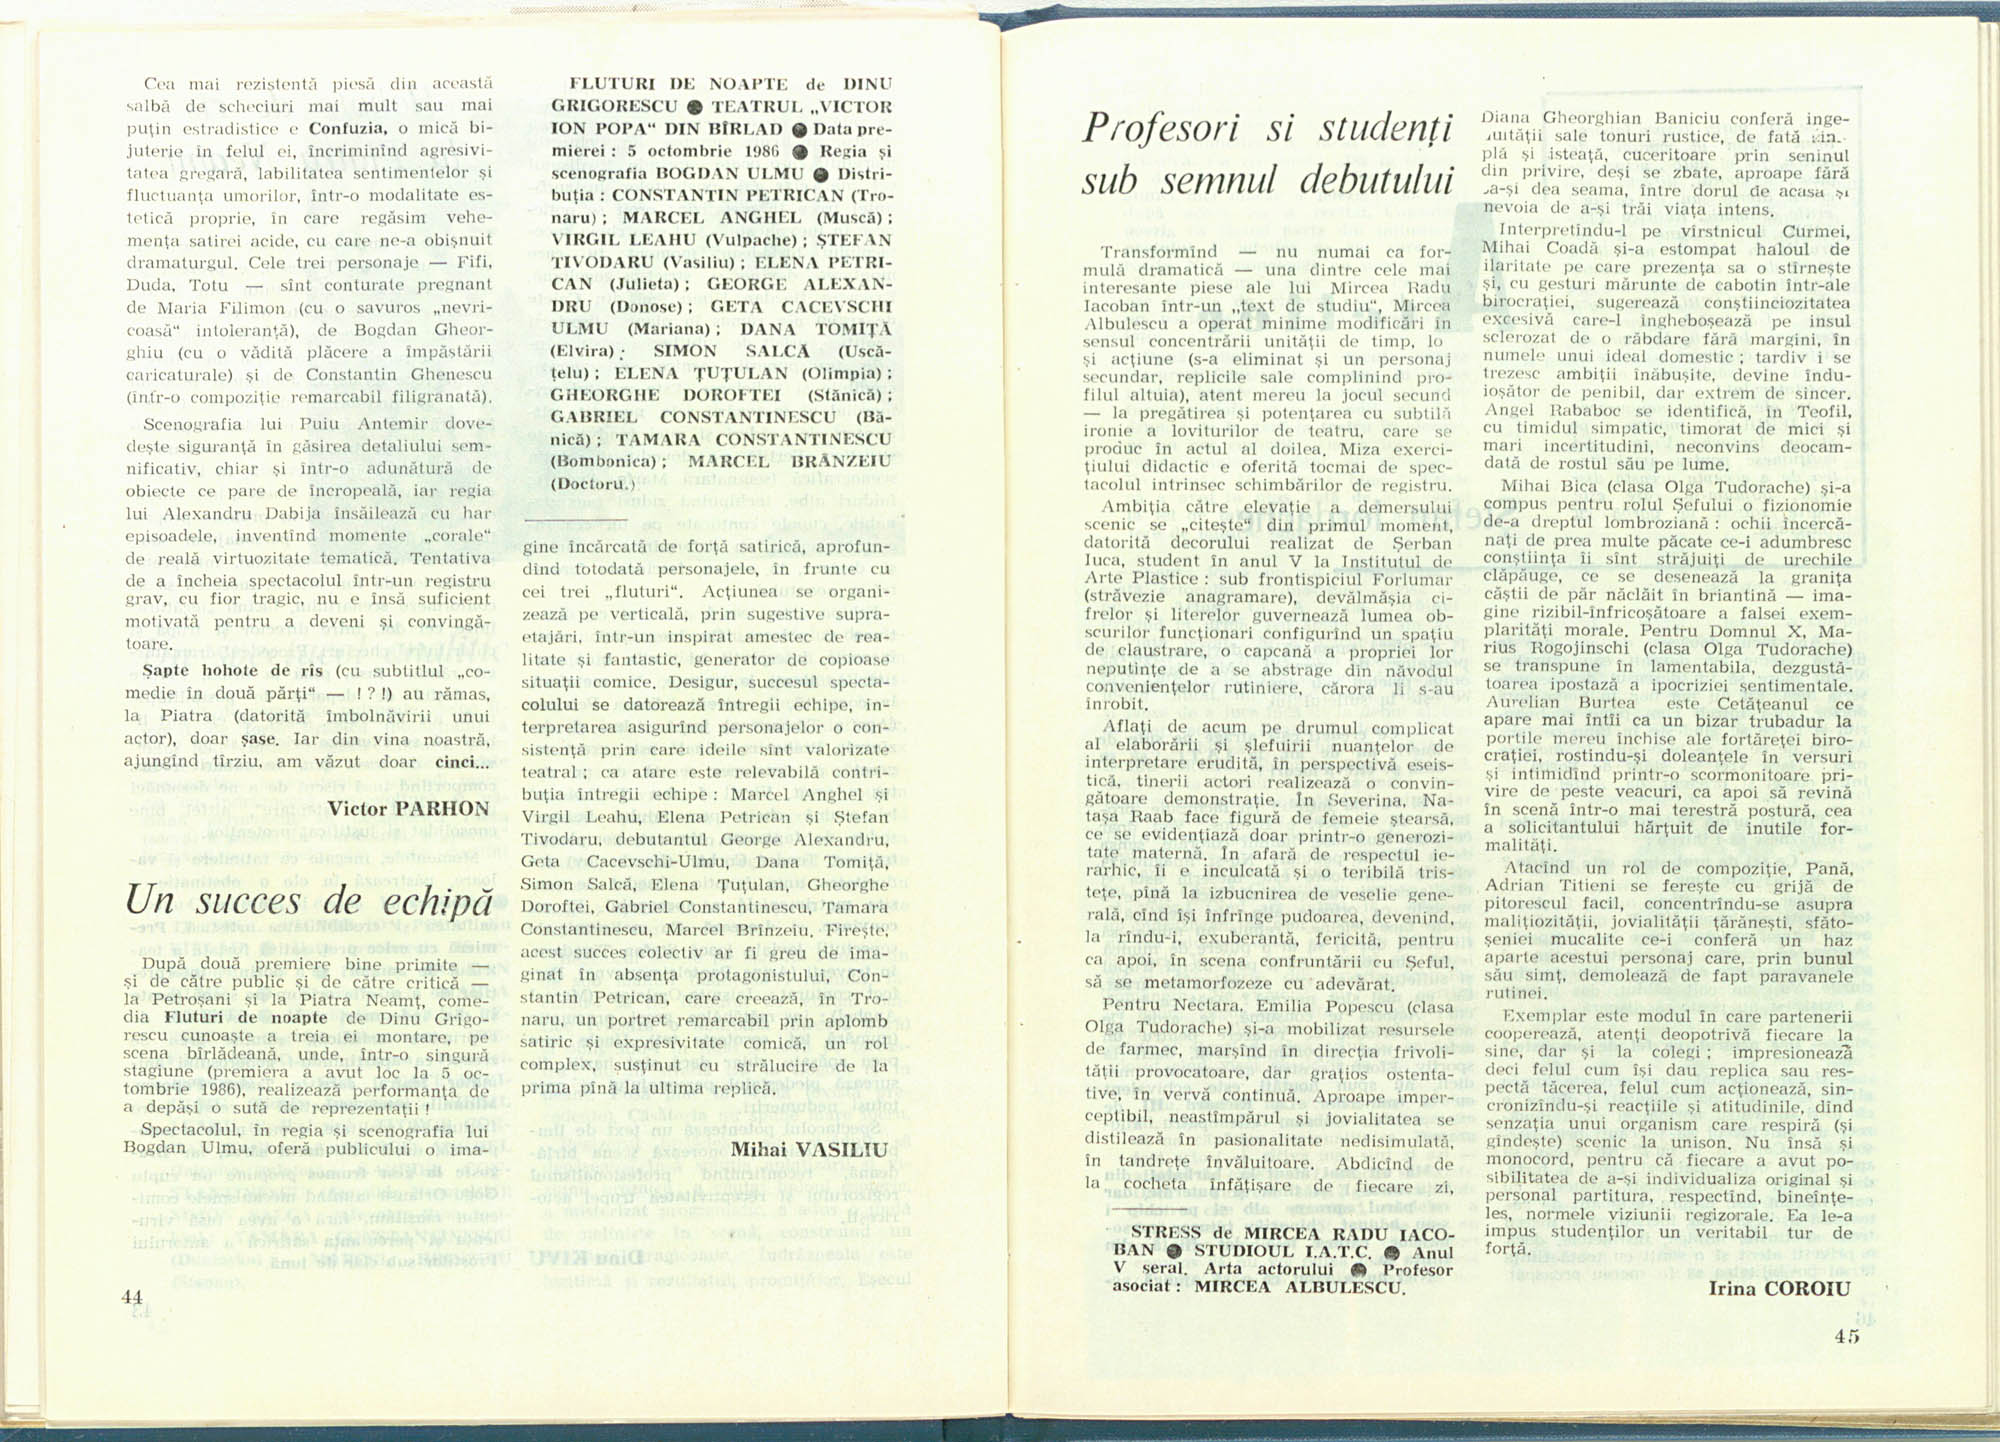 Cea mai rezistentă piesă din această
salbă de scheciuri mai mult sau mai
puțin estradistice e Confuzia, o mică bi-
juterie în felul ei, încriminînd agresivi-
tatea gregară, labilitatea sentimentelor și
fluctuanța umorilor, într-o modalitate es-
tetică proprie, în care regăsim vehe-
mența satirei acide, cu care ne-a obișnuit
dramaturgul. Cele trei personaje — Fifi,
Duda, Totu — sînt conturate pregnant
de Maria Filimon (cu o savuros „nevri-
coasă“ intoleranță), de Bogdan Gheor-
ghiu (cu o vădită plăcere a împăstării
caricaturale) și de Constantin Ghenescu
(într-o compoziție remarcabil filigranată).
Scenografia lui Puiu Antemir dove-
dește siguranță în găsirea detaliului sem-
nificativ, chiar și într-o adunătură de
obiecte ce pare de încropeală, iar regia
lui Alexandru Dabija însăilează cu har
episoadele, inventînd momente „corale“
de reală virtuozitate tematică. Tentativa
de a încheia spectacolul într-un registru
grav, cu fior tragic, nu e însă suficient
motivată pentru a deveni și convingă-
toare.
Șapte hohote de rîs (cu subtitlul „co-
medie în două părți“ — ! ? !) au rămas,
la Piatra (datorită îmbolnăvirii unui
actor), doar șase. Iar din vina noastră,
ajungînd tîrziu, am văzut doar cinci...
Victor PARHON
Un succes de echipă
După două premiere bine primite —
și de către public și de către critică —
la Petroșani și la Piatra Neamț, come-
dia Fluturi de noapte de Dinu Grigo-
rescu cunoaște a treia ei montare, pe
scena bîrlădeană, unde, într-o singură
stagiune (premiera a avut loc la 5 oc-
tombrie 1986), realizează performanța de
a depăși o sută de reprezentații !
Spectacolul, în regia și scenografia lui
Bogdan Ulmu, oferă publicului o ima-
44
FLUTURI DE NOAPTE de DINU
GRIGORESCU ● TEATRUL „VICTOR
ION POPA“ DIN BÎRLAD ● Data pre-
mierei : 5 octombrie 1986 ● Regia și
scenografia BOGDAN ULMU ● Distri-
buția : CONSTANTIN PETRICAN (Tro-
naru) ; MARCEL ANGHEL (Muscă) ;
VIRGIL LEAHU (Vulpache) ; ȘTEFAN
TIVODARU (Vasiliu) ; ELENA PETRI-
CAN (Julieta) ; GEORGE ALEXAN-
DRU (Donose) ; GETA CACEVSCHI
ULMU (Mariana) ; DANA TOMIȚĂ
(Elvira) ; SIMON SALCĂ (Uscă-
țelu) ; ELENA ȚUȚULAN (Olimpia) ;
GHEORGHE DOROFTEI (Stănică) ;
GABRIEL CONSTANTINESCU (Bă-
nică) ; TAMARA CONSTANTINESCU
(Bombonica) ; MARCEL BRÂNZEIU
(Doctoru.)
gine încărcată de forță satirică, aprofun-
dînd totodată personajele, în frunte cu
cei trei „fluturi“. Acțiunea se organi-
zează pe verticală, prin sugestive supra-
etajări, într-un inspirat amestec de rea-
litate și fantastic, generator de copioase
situații comice. Desigur, succesul specta-
colului se datorează întregii echipe, in-
terpretarea asigurînd personajelor o con-
sistență prin care ideile sînt valorizate
teatral ; ca atare este relevabilă contri-
buția întregii echipe : Marcel Anghel și
Virgil Leahu, Elena Petrican și Ștefan
Tivodaru, debutantul George Alexandru,
Geta Cacevschi-Ulmu, Dana Tomiță,
Simon Salcă, Elena Țuțulan, Gheorghe
Doroftei, Gabriel Constantinescu, Tamara
Constantinescu, Marcel Brînzeiu. Firește,
acest succes colectiv ar fi greu de ima-
ginat în absența protagonistului, Con-
stantin Petrican, care creează, în Tro-
naru, un portret remarcabil prin aplomb
satiric și expresivitate comică, un rol
complex, susținut cu strălucire de la
prima pînă la ultima replică.
Mihai VASILIU
Profesori si studenți
sub semnul debutului
Transformînd — nu numai ca for-
mulă dramatică — una dintre cele mai
interesante piese ale lui Mircea Radu
Iacoban într-un „text de studiu“, Mircea
Albulescu a operat minime modificări în
sensul concentrării unității de timp, lo
și acțiune (s-a eliminat și un personaj
secundar, replicile sale complinind pro-
filul altuia), atent mereu la jocul secund
— la pregătirea și potențarea cu subtilă
ironie a loviturilor de teatru, care se
produc în actul al doilea. Miza exerci-
țiului didactic e oferită tocmai de spec-
tacolul intrinsec schimbărilor de registru.
Ambiția către elevație a demersului
scenic se „citește“ din primul moment,
datorită decorului realizat de Șerban
Iuca, student în anul V la Institutul de
Arte Plastice : sub frontispiciul Forlumar
(străvezie anagramare), devălmășia ci-
frelor și literelor guvernează lumea ob-
scurilor funcționari configurînd un spațiu
de claustrare, o capcană a propriei lor
neputințe de a se abstrage din năvodul
conveniențelor rutiniere, cărora li s-au
înrobit.
Aflați de acum pe drumul complicat
al elaborării și șlefuirii nuanțelor de
interpretare erudită, în perspectivă eseis-
tică, tinerii actori realizează o convin-
gătoare demonstrație. În Severina, Na-
tașa Raab face figură de femeie ștearsă,
ce se evidențiază doar printr-o generozi-
tate maternă. În afară de respectul ie-
rarhic, îi e inculcată și o teribilă tris-
tețe, pînă la izbucnirea de veselie gene-
rală, cînd își înfrînge pudoarea, devenind,
la rîndu-i, exuberantă, fericită, pentru
ca apoi, în scena confruntării cu Șeful,
să se metamorfozeze cu adevărat.
Pentru Nectara, Emilia Popescu (clasa
Olga Tudorache) și-a mobilizat resursele
de farmec, marșînd în direcția frivoli-
tății provocatoare, dar grațios ostenta-
tive, în vervă continuă. Aproape imper-
ceptibil, neastîmpărul și jovialitatea se
distilează în pasionalitate nedisimulată,
în tandrețe învăluitoare. Abdicînd de
la cocheta înfățișare de fiecare zi,
STRESS de MIRCEA RADU IACO-
BAN ● STUDIOUL I.A.T.C. ● Anul
V seral. Arta actorului ● Profesor
asociat : MIRCEA ALBULESCU.
Diana Gheorghian Baniciu conferă inge-
nuității sale tonuri rustice, de fată sim-
plă și isteață, cuceritoare prin seninul
din privire, deși se zbate, aproape fără
a-și dea seama, între dorul de acasă și
nevoia de a-și trăi viața intens.
Interpretîndu-l pe vîrstnicul Curmei,
Mihai Coadă și-a estompat haloul de
ilaritate pe care prezența sa o stîrnește
și, cu gesturi mărunte de cabotin într-ale
birocrației, sugerează conștiinciozitatea
excesivă care-l înghebоșează pe insul
sclerozat de o răbdare fără margini, în
numele unui ideal domestic ; tardiv i se
trezesc ambiții înăbușite, devine îndu-
ioșător de penibil, dar extrem de sincer.
Angel Rababoc se identifică, în Teofil,
cu timidul simpatic, timorat de mici și
mari incertitudini, neconvins deocam-
dată de rostul său pe lume.
Mihai Bica (clasa Olga Tudorache) și-a
compus pentru rolul Șefului o fizionomie
de-a dreptul lombroziană : ochii încercă-
nați de prea multe păcate ce-i adumbresc
conștiința îi sînt străjuiți de urechile
clăpăuge, ce se desenează la granița
căștii de păr năclăit în briantină — ima-
gine rizibil-înfricoșătoare a falsei exem-
plarități morale. Pentru Domnul X, Ma-
rius Rogojinschi (clasa Olga Tudorache)
se transpune în lamentabila, dezgustă-
toarea ipostază a ipocriziei sentimentale.
Aurelian Burtea este Cetățeanul ce
apare mai întîi ca un bizar trubadur la
porțile mereu închise ale fortăreței biro-
crației, rostindu-și doleanțele în versuri
și intimidînd printr-o scormonitoare pri-
vire de peste veacuri, ca apoi să revină
în scenă într-o mai terestră postură, cea
a solicitantului hărțuit de inutile for-
malități.
Atacînd un rol de compoziție, Pană,
Adrian Titieni se ferește cu grijă de
pitorescul facil, concentrîndu-se asupra
malițiozității, jovialității țărănești, sfăto-
șeniei mucalite ce-i conferă un haz
aparte acestui personaj care, prin bunul
său simț, demolează de fapt paravanele
rutinei.
Exemplar este modul în care partenerii
cooperează, atenți deopotrivă fiecare la
sine, dar și la colegi ; impresionează
deci felul cum își dau replica sau res-
pectă tăcerea, felul cum acționează, sin-
cronizîndu-și reacțiile și atitudinile, dînd
senzația unui organism care respiră (și
gîndește) scenic la unison. Nu însă și
monocord, pentru că fiecare a avut po-
sibilitatea de a-și individualiza original și
personal partitura, respectînd, bineînțe-
les, normele viziunii regizorale. Ea le-a
impus studenților un veritabil tur de
forță.
Irina COROIU
45